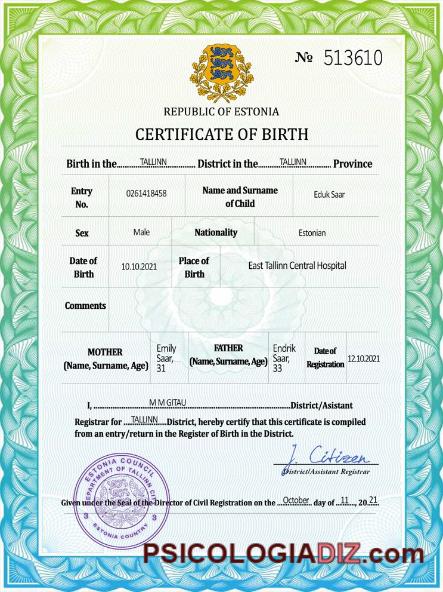 № 513610
REPUBLIC OF ESTONIA
CERTIFICATE OF BIRTH
Birth in the....TALLINN....District in the....TALLINN....Province
Entry No. 0261418458 Name and Surname of Child Eduk Saar
Sex Male Nationality Estonian
Date of Birth 10.10.2021 Place of Birth East Tallinn Central Hospital
Comments
MOTHER (Name, Surname, Age) Emily Saar, 31 FATHER (Name, Surname, Age) Endrik Saar, 33 Date of Registration 12.10.2021
I, ....M M GITAU....District/Asistant
Registrar for ..TALLINN..District, hereby certify that this certificate is compiled
from an entry/return in the Register of Birth in the District.
J. Citizen
District/Assistant Registrar
Given under the Seal of the Director of Civil Registration on the ..October.. day of ..11.., 20.21
ESTONIA COUNCIL
DEPARTMENT OF TALLINN CITY
ESTONIA COUNTRY
PSICOLOGIADIZ.com